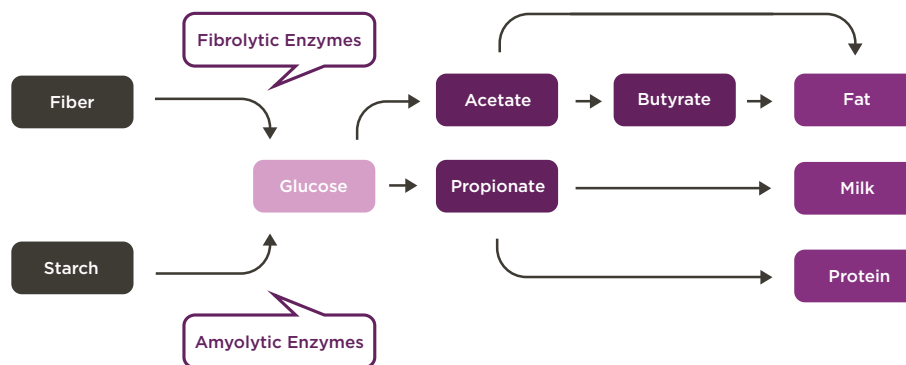 Fibrolytic Enzymes
Fiber
Acetate
Butyrate
Fat
Glucose
Propionate
Milk
Starch
Protein
Amyolytic Enzymes